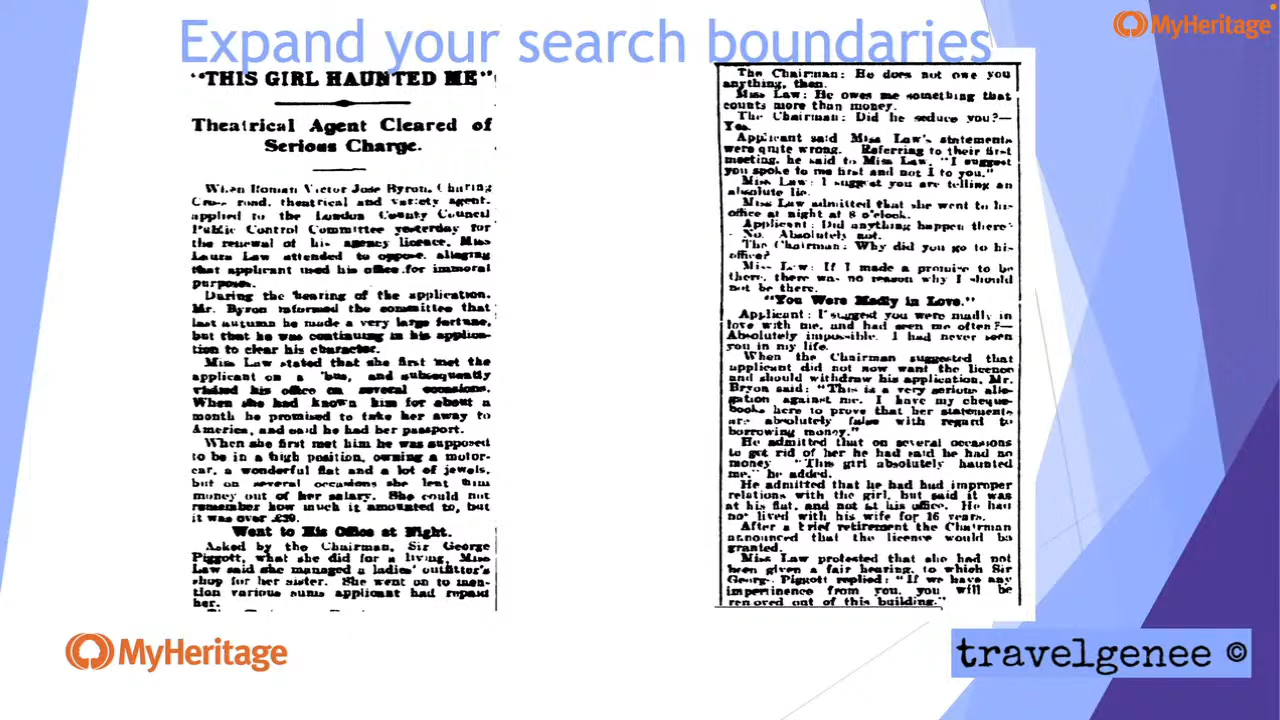 Expand your search boundaries
MyHeritage
"THIS GIRL HAUNTED ME"
Theatrical Agent Cleared of
Serious Charge.
When Roman Victor Jose Byron, Charing
Cross road, theatrical and variety agent,
applied to the London County Council
Public Control Committee yesterday for
the renewal of his agency licence, Miss
Laura Law attended to oppose, alleging
that applicant used his office for immoral
purposes.
During the hearing of the application,
Mr. Byron informed the committee that
last autumn he made a very large fortune,
but that he was continuing in his applica-
tion to clear his character.
Miss Law stated that she first met the
applicant on a 'bus, and subsequently
visited his office on several occasions.
When she had known him for about a
month he promised to take her away to
America, and said he had her passport.
When she first met him he was supposed
to be in a high position, owning a motor-
car, a wonderful flat and a lot of jewels,
but on several occasions she lent him
money out of her salary. She could not
remember how much it amounted to, but
it was over
Went to His Office at Night.
Asked by the Chairman, Sir George
Piggott, what she did for a living, Miss
Law said she managed a ladies' outfitter's
shop for her sister. She went on to men-
tion various sums applicant had repaid
her.
The Chairman: He does not owe you
anything, then.
Miss Law: He owes me something that
counts more than money.
The Chairman: Did he seduce you?—
Yes.
Applicant said Miss Law's statements
were quite wrong. Referring to their first
meeting, he said to Miss Law, "I suggest
you spoke to me first and not I to you."
Miss Law: I suggest you are telling an
absolute lie.
Miss Law admitted that she went to his
office at night at 8 o'clock.
Applicant: Did anything happen there?
—No. Absolutely not.
The Chairman: Why did you go to his
office?
Miss Law: If I made a promise to be
there, there was no reason why I should
not be there.
"You Were Madly in Love."
Applicant: I suggest you were madly in
love with me, and had seen me often?—
Absolutely impossible. I had never seen
you in my life.
When the Chairman suggested that
applicant did not now want the licence
and should withdraw his application, Mr.
Bryon said: "This is a very serious alle-
gation against me. I have my cheque-
books here to prove that her statements
are absolutely false with regard to
borrowing money."
He admitted that on several occasions
to get rid of her he had said he had no
money "This girl absolutely haunted
me," he added.
He admitted that he had had improper
relations with the girl, but said it was
at his flat, and not at his office. He had
not lived with his wife for 16 years.
After a brief retirement the Chairman
announced that the licence would be
granted.
Miss Law protested that she had not
been given a fair hearing, to which Sir
George Piggott replied: "If we have any
impertinence from you, you will be
removed out of this building."
MyHeritage
travelgenee ©